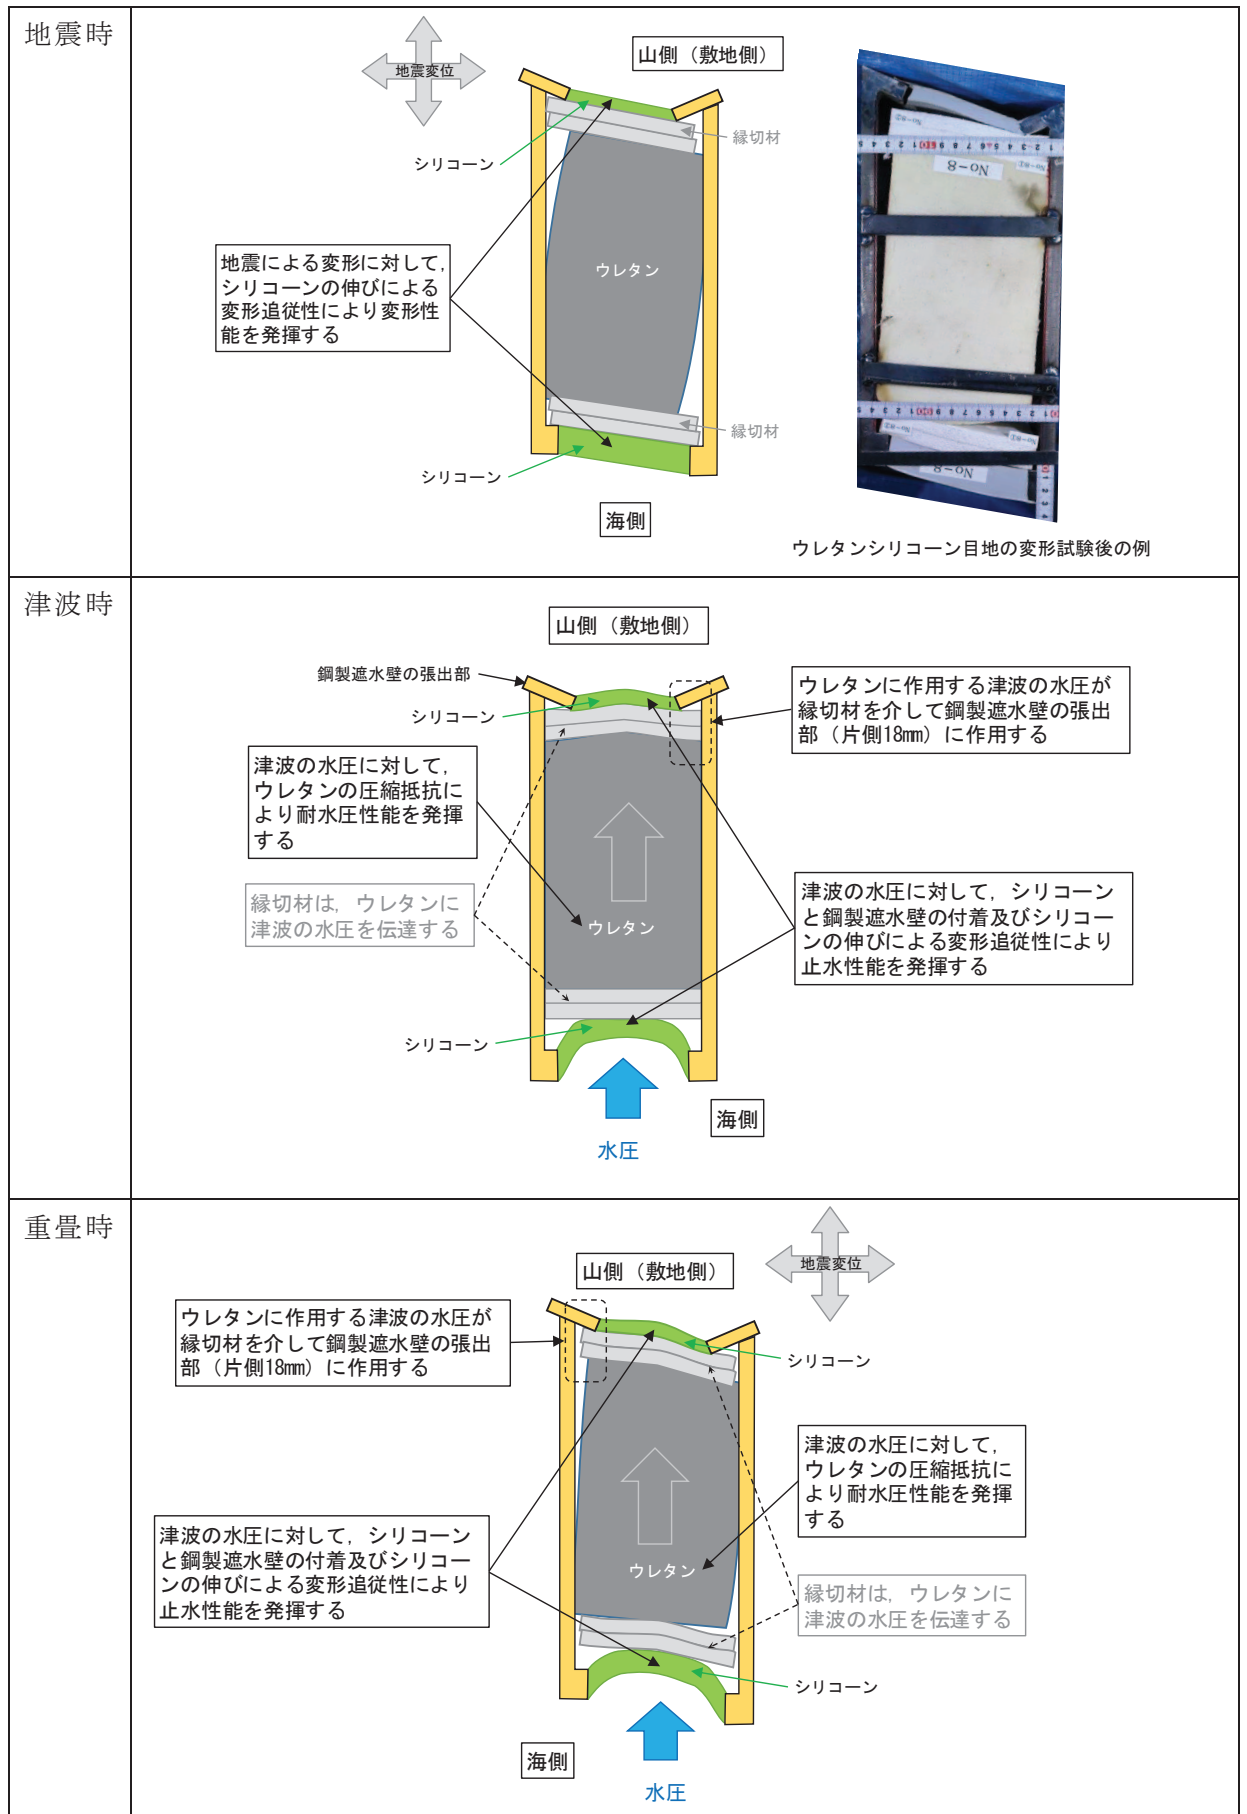 地震時
地震変位
山側（敷地側）
縁切材
シリコーン
地震による変形に対して，
シリコーンの伸びによる
変形追従性により変形性
能を発揮する
ウレタン
縁切材
シリコーン
海側
No-8
No-8
ウレタンシリコーン目地の変形試験後の例
津波時
山側（敷地側）
鋼製遮水壁の張出部
シリコーン
ウレタンに作用する津波の水圧が
縁切材を介して鋼製遮水壁の張出
部（片側18mm）に作用する
津波の水圧に対して，
ウレタンの圧縮抵抗に
より耐水圧性能を発揮
する
縁切材は，ウレタンに
津波の水圧を伝達する
ウレタン
津波の水圧に対して，シリコーン
と鋼製遮水壁の付着及びシリコー
ンの伸びによる変形追従性により
止水性能を発揮する
シリコーン
海側
水圧
重畳時
地震変位
山側（敷地側）
ウレタンに作用する津波の水圧が
縁切材を介して鋼製遮水壁の張出
部（片側18mm）に作用する
シリコーン
津波の水圧に対して，
ウレタンの圧縮抵抗に
より耐水圧性能を発揮
する
津波の水圧に対して，シリコーン
と鋼製遮水壁の付着及びシリコー
ンの伸びによる変形追従性により
止水性能を発揮する
ウレタン
縁切材は，ウレタンに
津波の水圧を伝達する
シリコーン
海側
水圧